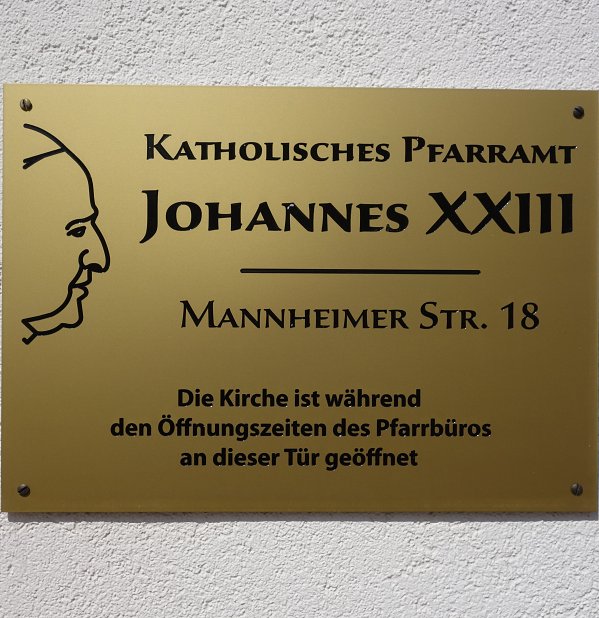 Katholisches Pfarramt
Johannes XXIII
Mannheimer Str. 18
Die Kirche ist während
den Öffnungszeiten des Pfarrbüros
an dieser Tür geöffnet